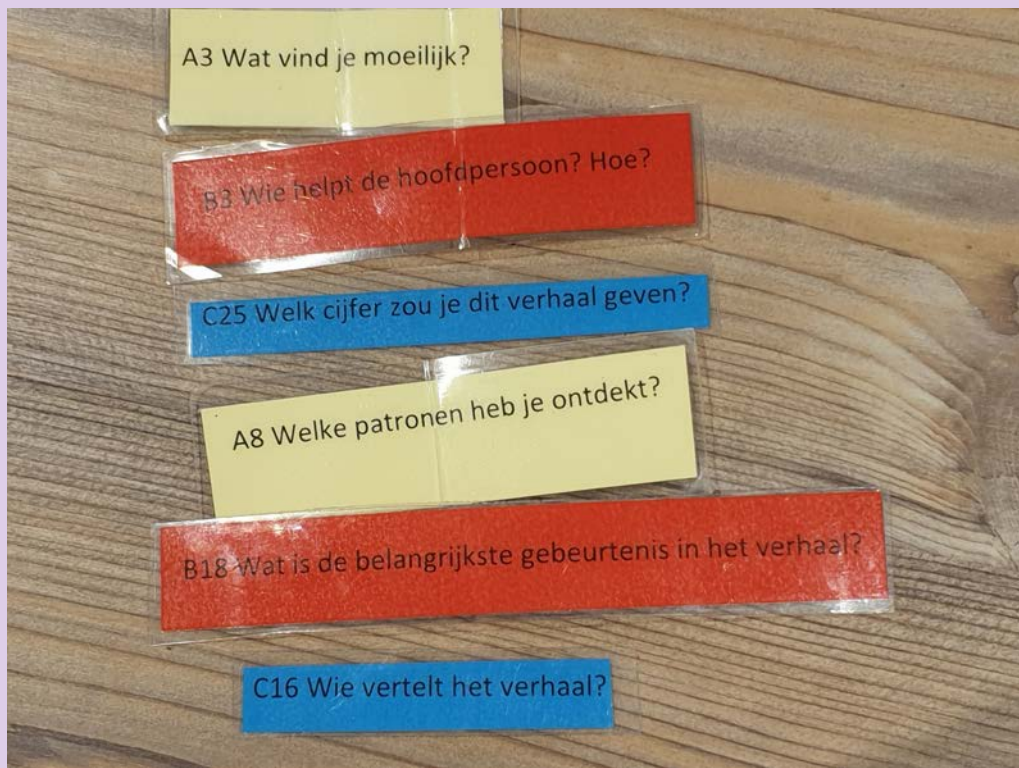 A3 Wat vind je moeilijk?
B3 Wie helpt de hoofdpersoon? Hoe?
C25 Welk cijfer zou je dit verhaal geven?
A8 Welke patronen heb je ontdekt?
B18 Wat is de belangrijkste gebeurtenis in het verhaal?
C16 Wie vertelt het verhaal?